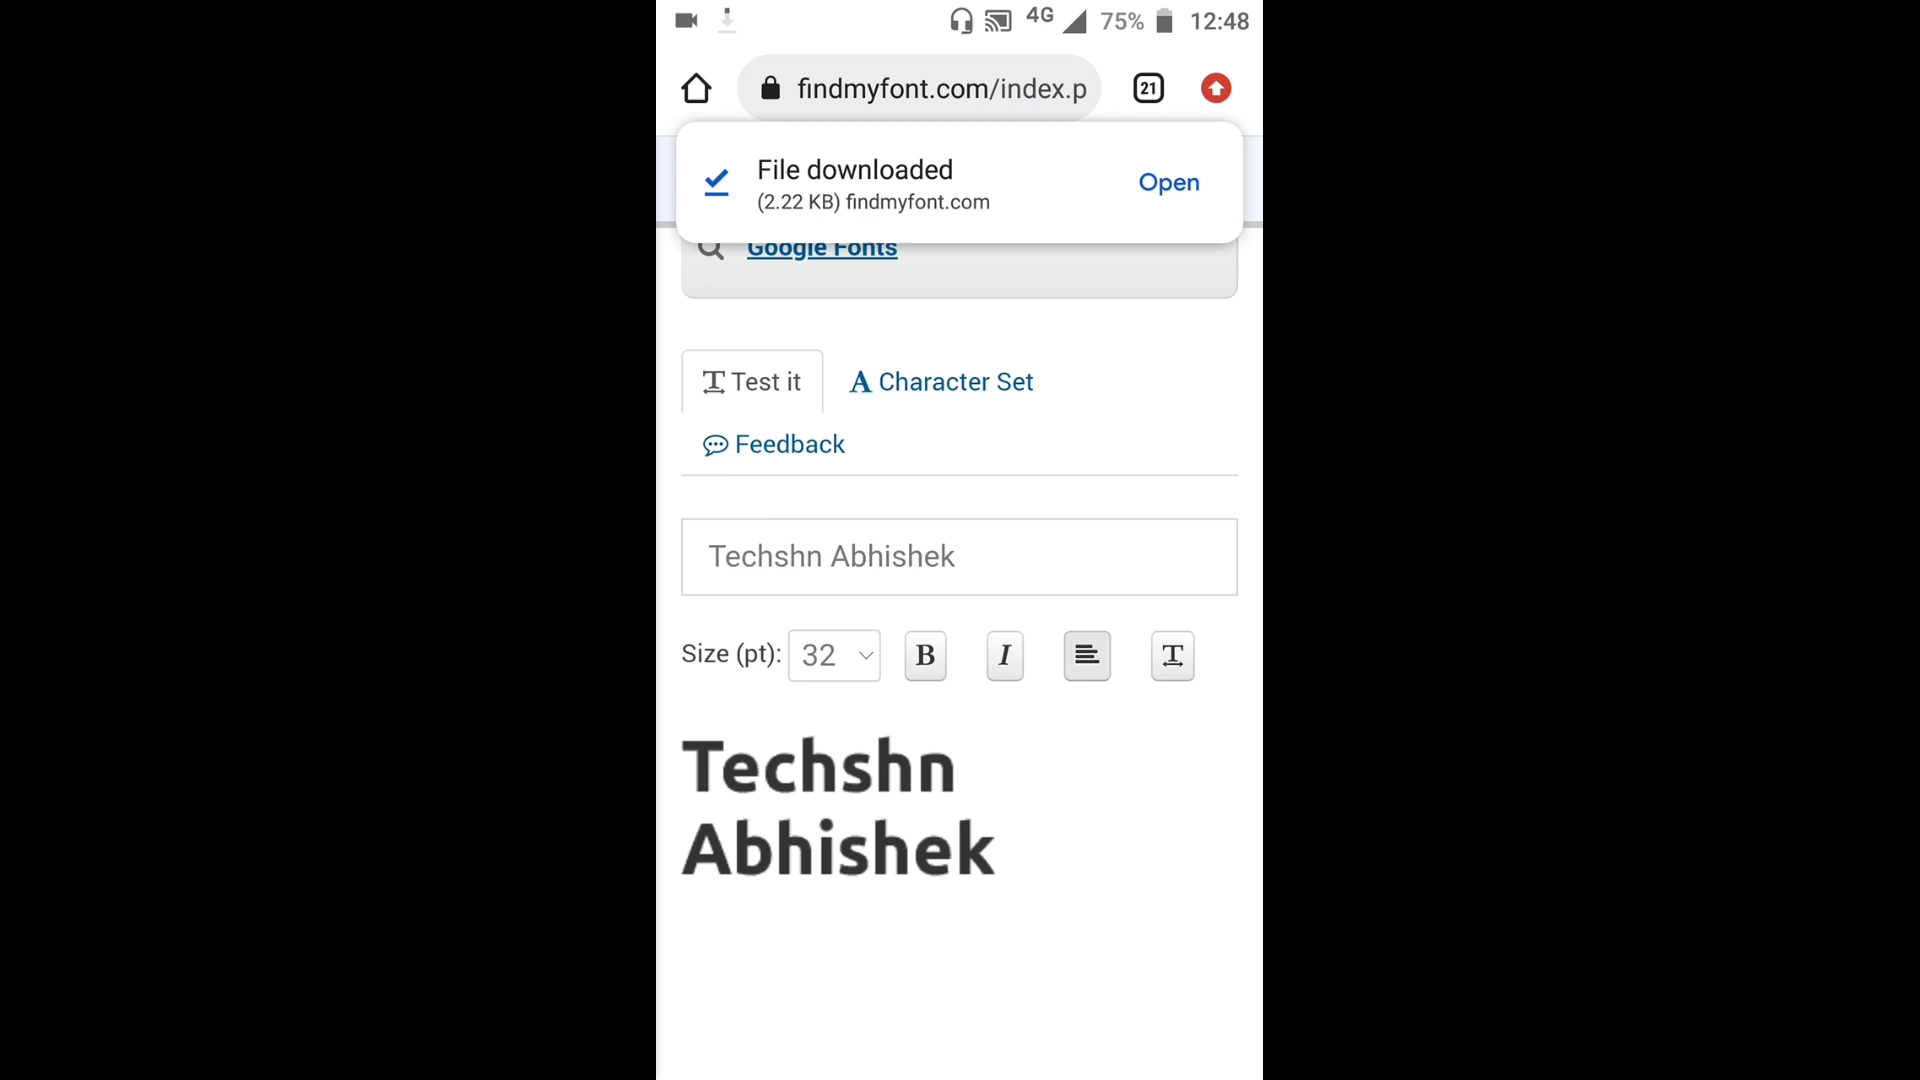 4G 75% 12:48
findmyfont.com/index.p 21
File downloaded
(2.22 KB) findmyfont.com
Open
Google Fonts
Test it
Character Set
Feedback
Techshn Abhishek
Size (pt): 32 B I T
Techshn
Abhishek